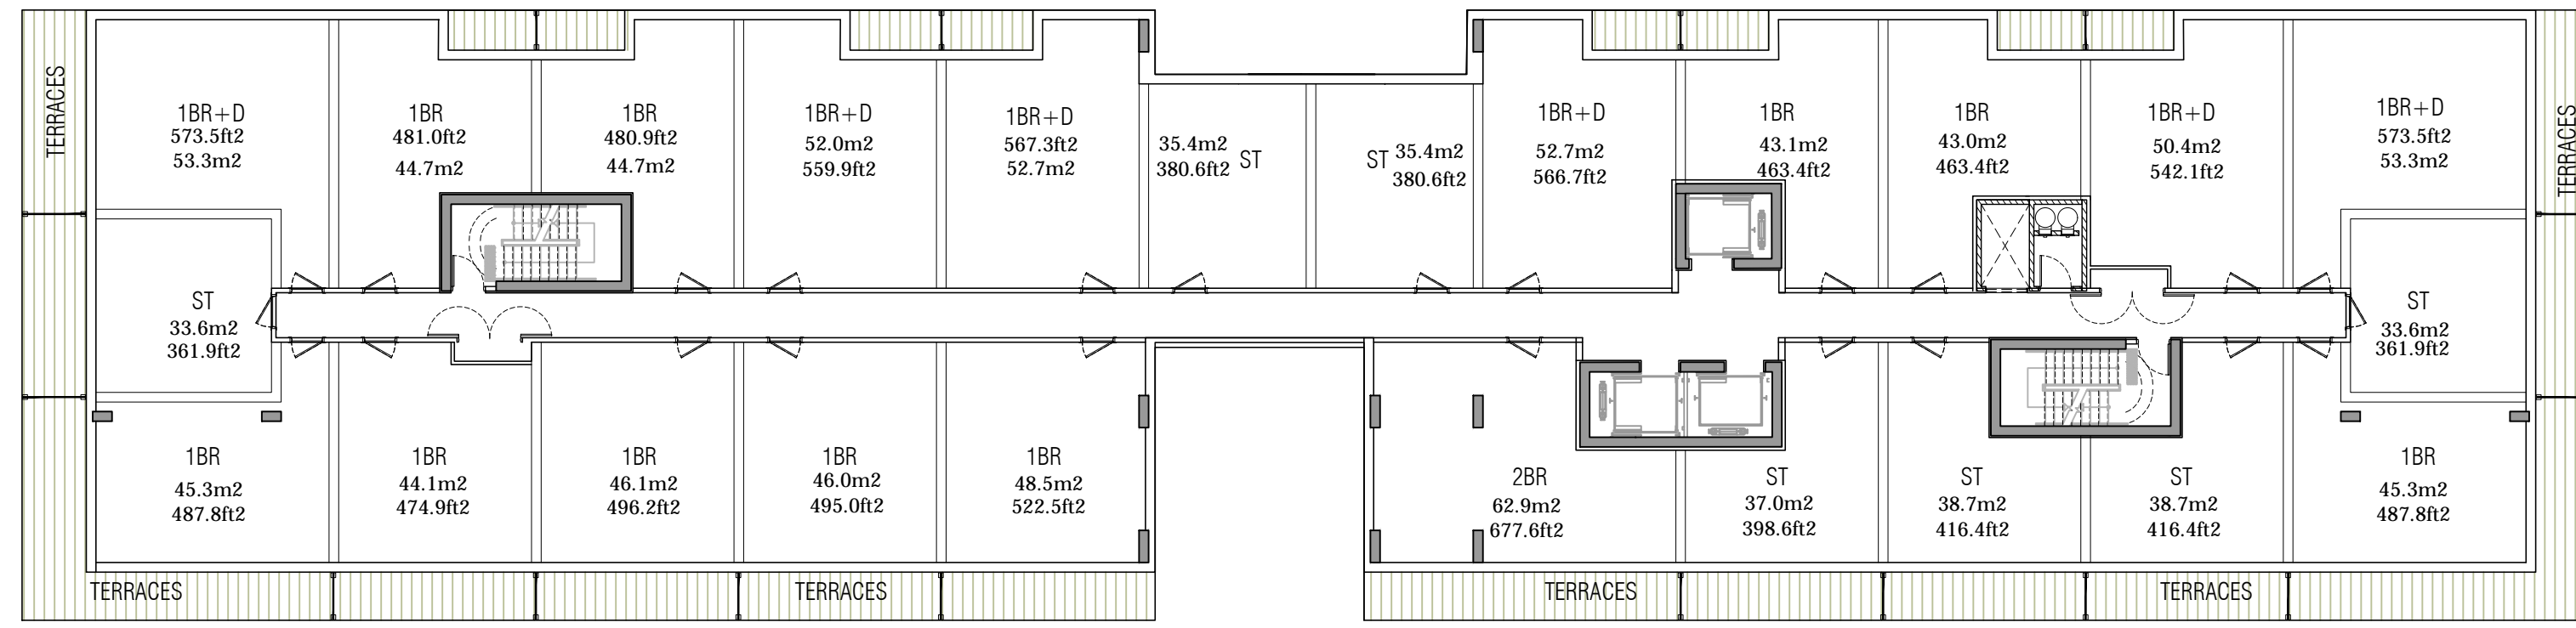 TERRACES
1BR+D
573.5ft2
53.3m2
1BR
481.0ft2
44.7m2
1BR
480.9ft2
44.7m2
1BR+D
52.0m2
559.9ft2
1BR+D
567.3ft2
52.7m2
35.4m2
380.6ft2
ST
ST
35.4m2
380.6ft2
1BR+D
52.7m2
566.7ft2
1BR
43.1m2
463.4ft2
1BR
43.0m2
463.4ft2
1BR+D
50.4m2
542.1ft2
1BR+D
573.5ft2
53.3m2
TERRACES
ST
33.6m2
361.9ft2
ST
33.6m2
361.9ft2
1BR
45.3m2
487.8ft2
1BR
44.1m2
474.9ft2
1BR
46.1m2
496.2ft2
1BR
46.0m2
495.0ft2
1BR
48.5m2
522.5ft2
2BR
62.9m2
677.6ft2
ST
37.0m2
398.6ft2
ST
38.7m2
416.4ft2
ST
38.7m2
416.4ft2
1BR
45.3m2
487.8ft2
TERRACES
TERRACES
TERRACES
TERRACES